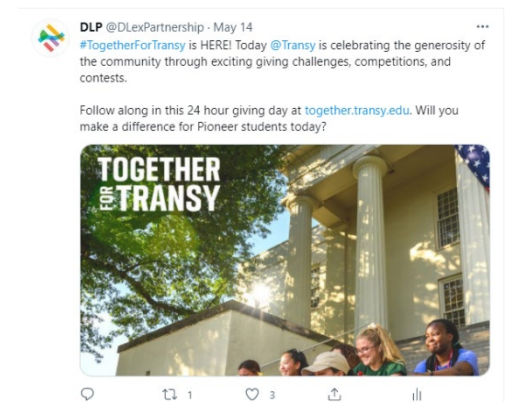 DLP @DLexPartnership · May 14
#TogetherForTransy is HERE! Today @Transy is celebrating the generosity of
the community through exciting giving challenges, competitions, and
contests.
Follow along in this 24 hour giving day at together.transy.edu. Will you
make a difference for Pioneer students today?
TOGETHER
FOR TRANSY
1
3